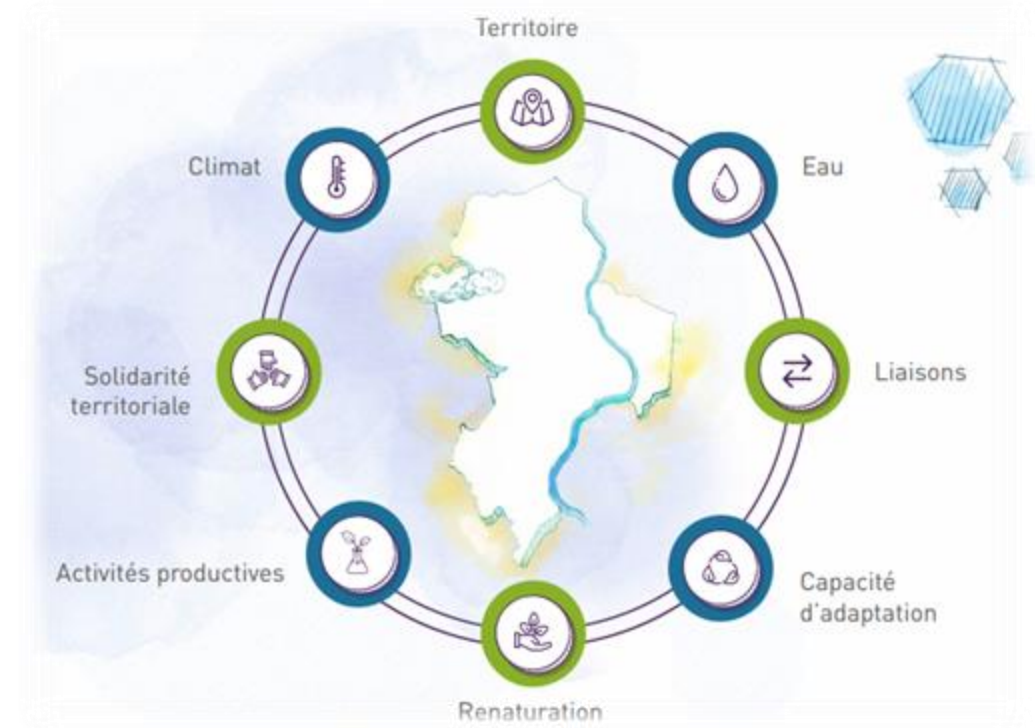 Territoire
Climat
Eau
Solidarité
territoriale
Liaisons
Activités productives
Capacité
d'adaptation
Renaturation